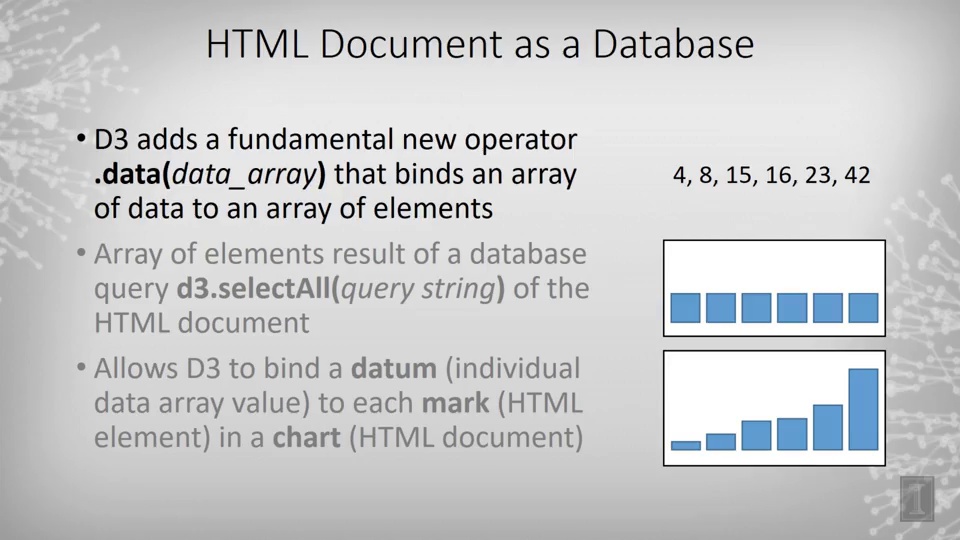 HTML Document as a Database
• D3 adds a fundamental new operator
.data(data_array) that binds an array
of data to an array of elements
• Array of elements result of a database
query d3.selectAll(query string) of the
HTML document
• Allows D3 to bind a datum (individual
data array value) to each mark (HTML
element) in a chart (HTML document)
4, 8, 15, 16, 23, 42